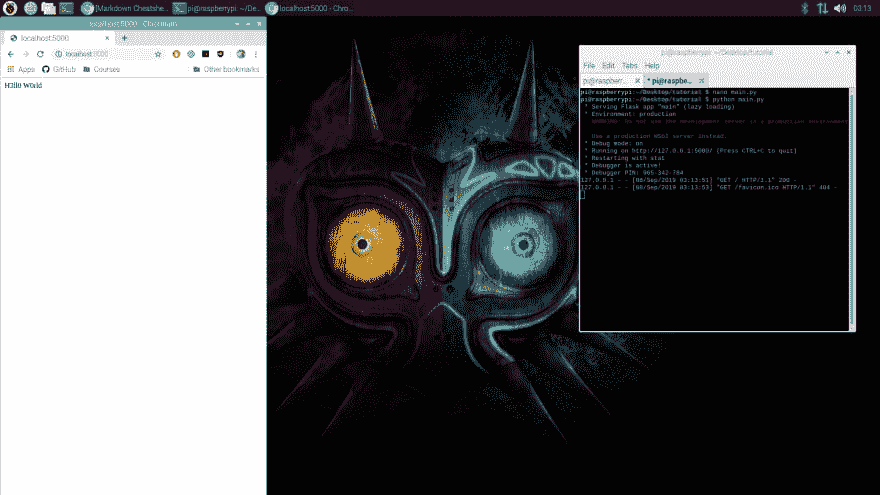 [Markdown Cheatshe...
pi@raspberrypi: ~/De...
localhost:5000 - Chro...
03:13
localhost:5000 - Chromium
localhost:5000
localhost:5000
Apps GitHub Courses Other bookmarks
Hello World
pi@raspberrypi: ~/Desktop/tutorial
File Edit Tabs Help
pi@raspberr... pi@raspbe...
pi@raspberrypi:~/Desktop/tutorial $ nano main.py
pi@raspberrypi:~/Desktop/tutorial $ python main.py
* Serving Flask app "main" (lazy loading)
* Environment: production
WARNING: Do not use the development server in a production environment
Use a production WSGI server instead.
* Debug mode: on
* Running on http://127.0.0.1:5000/ (Press CTRL+C to quit)
* Restarting with stat
* Debugger is active!
* Debugger PIN: 965-342-784
127.0.0.1 - - [08/Sep/2019 03:13:51] "GET / HTTP/1.1" 200 -
127.0.0.1 - - [08/Sep/2019 03:13:53] "GET /favicon.ico HTTP/1.1" 404 -